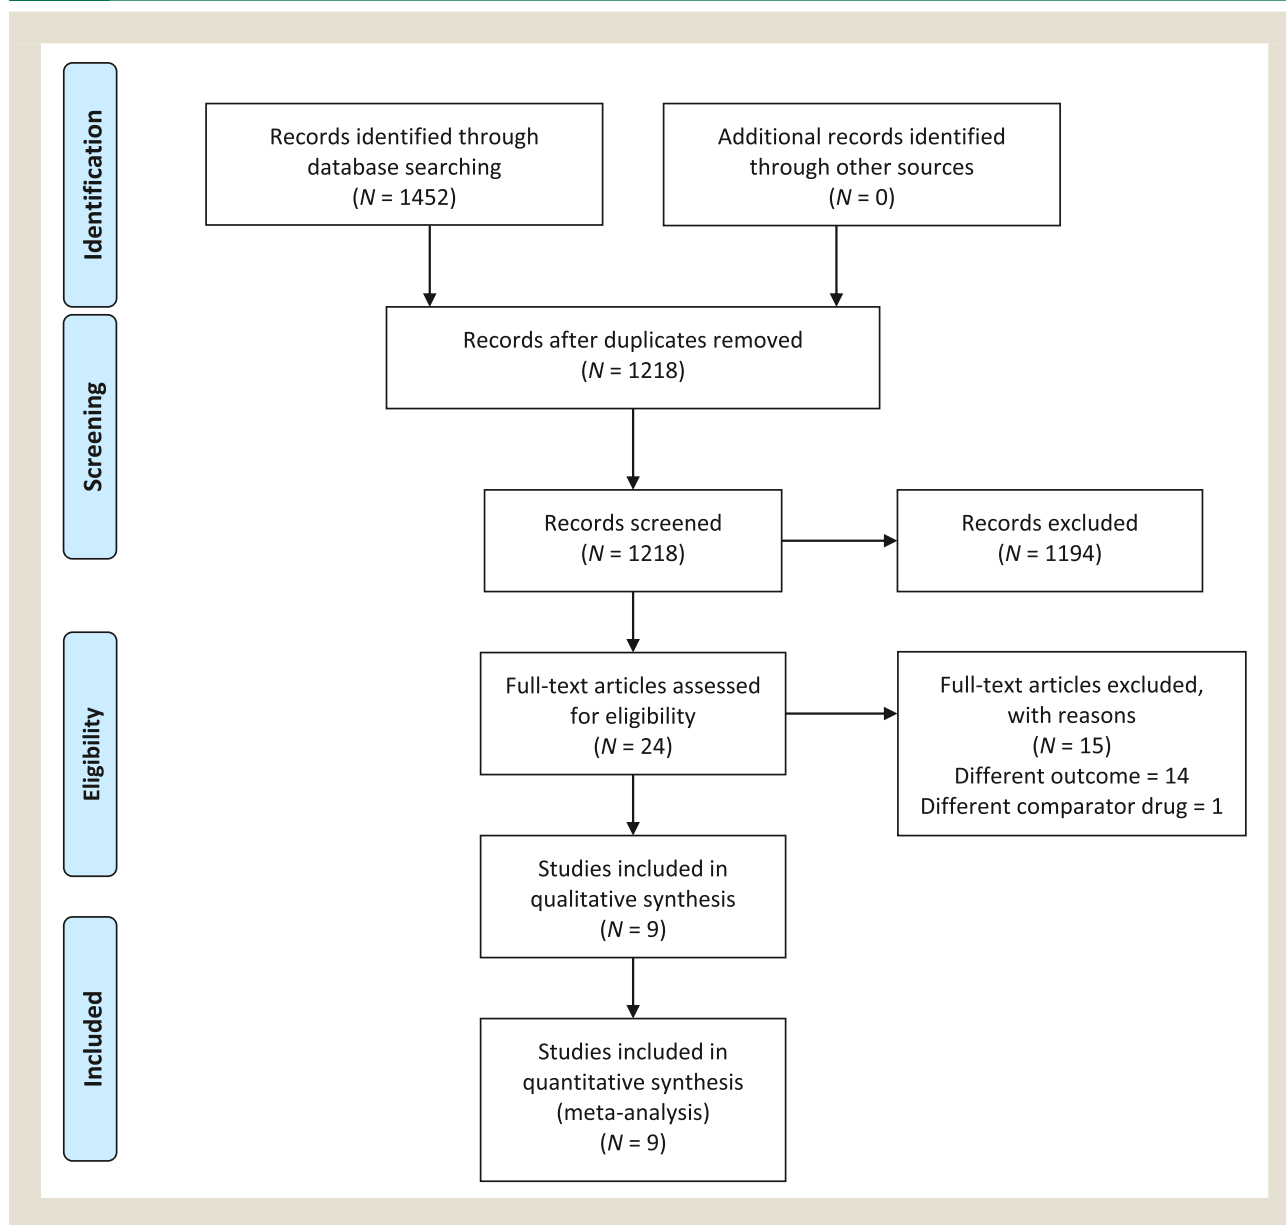 Identification
Records identified through
database searching
(N = 1452)
Additional records identified
through other sources
(N = 0)
Screening
Records after duplicates removed
(N = 1218)
Records screened
(N = 1218)
Records excluded
(N = 1194)
Eligibility
Full-text articles assessed
for eligibility
(N = 24)
Full-text articles excluded,
with reasons
(N = 15)
Different outcome = 14
Different comparator drug = 1
Studies included in
qualitative synthesis
(N = 9)
Included
Studies included in
quantitative synthesis
(meta-analysis)
(N = 9)